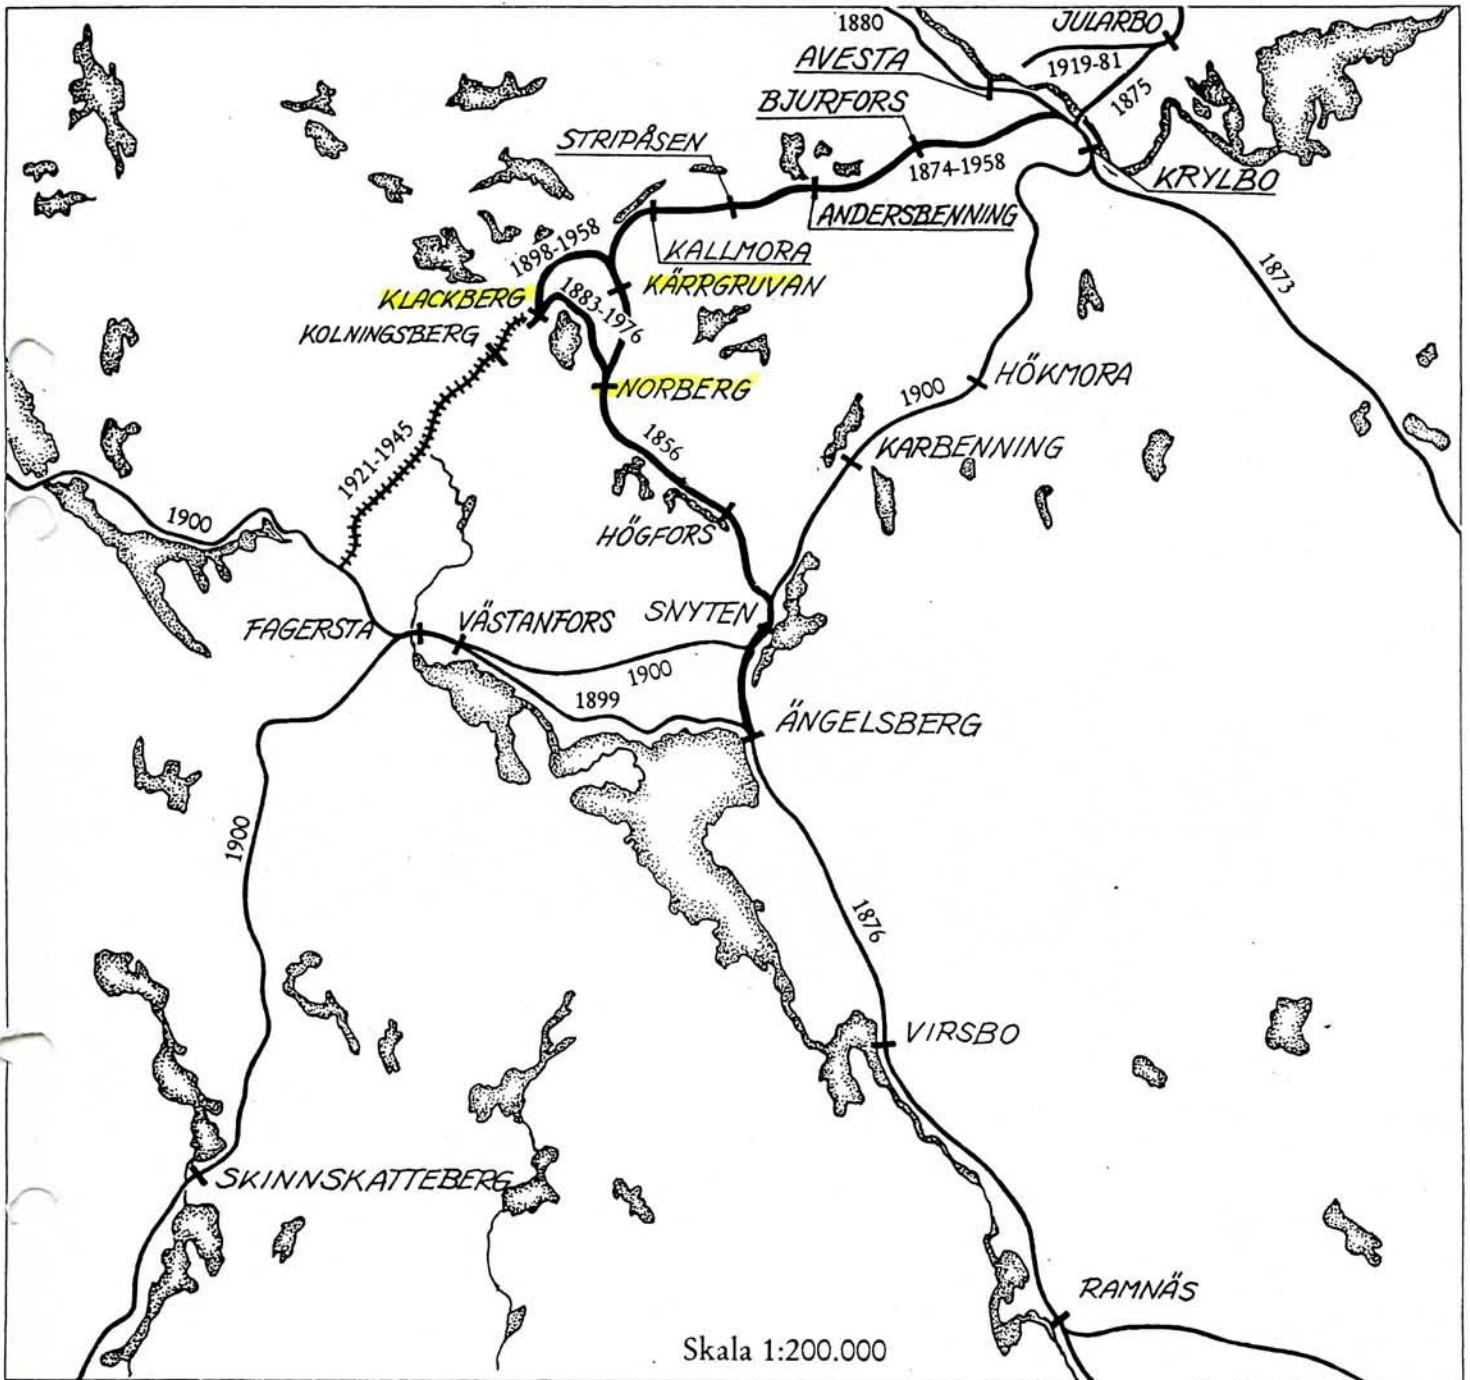 1880
JULARBO
AVESTA
1919-81
1875
BJURFORS
STRIPÅSEN
1874-1958
KRYLBO
ANDERSBENNING
KALLMORA
1898-1958
1873
KLACKBERG
1883-1976
KÄRRGRUVAN
KOLNINGSBERG
NORBERG
HÖKMORA
1900
1856
KARBENNING
1921-1945
1900
HÖGFORS
SNYTEN
VÄSTANFORS
FAGERSTA
1900
1899
ÄNGELSBERG
1900
1876
VIRSBO
SKINNSKATTEBERG
RAMNÄS
Skala 1:200.000